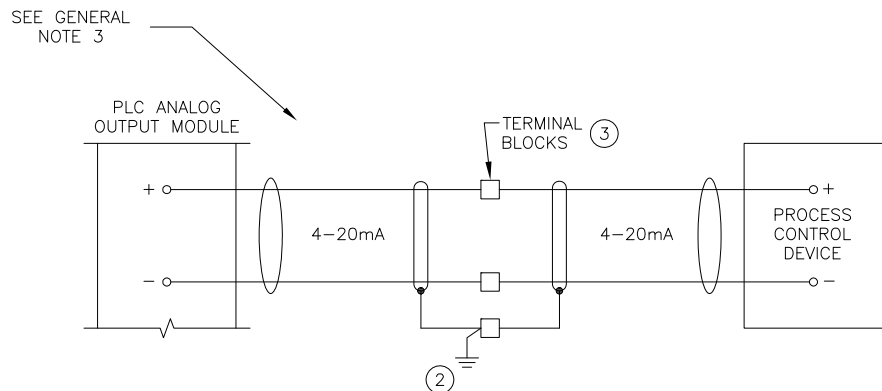 SEE GENERAL
NOTE 3
PLC ANALOG
OUTPUT MODULE
TERMINAL
BLOCKS
3
+
+
4-20mA
4-20mA
PROCESS
CONTROL
DEVICE
-
-
2